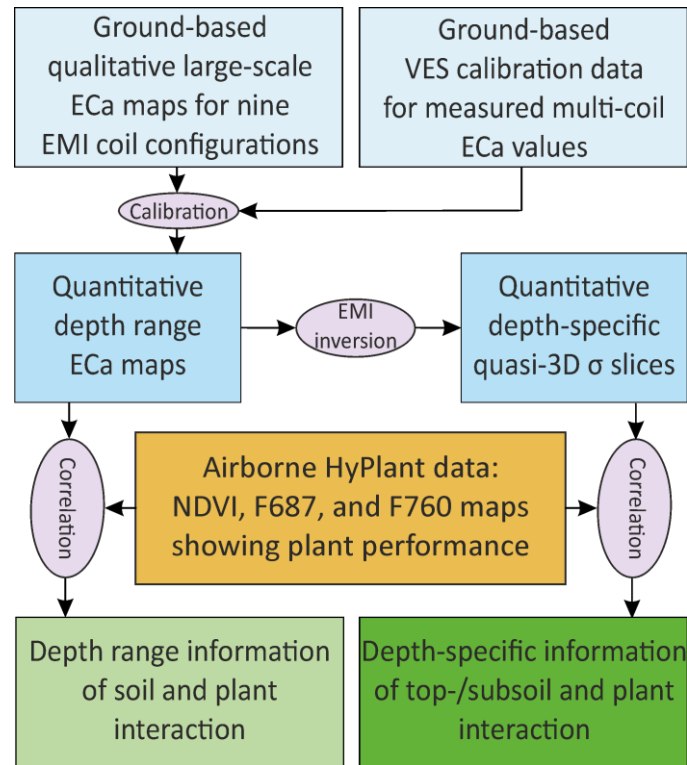 Ground-based
qualitative large-scale
ECa maps for nine
EMI coil configurations
Ground-based
VES calibration data
for measured multi-coil
ECa values
Calibration
Quantitative
depth range
ECa maps
EMI
inversion
Quantitative
depth-specific
quasi-3D σ slices
Correlation
Airborne HyPlant data:
NDVI, F687, and F760 maps
showing plant performance
Correlation
Depth range information
of soil and plant
interaction
Depth-specific information
of top-/subsoil and plant
interaction